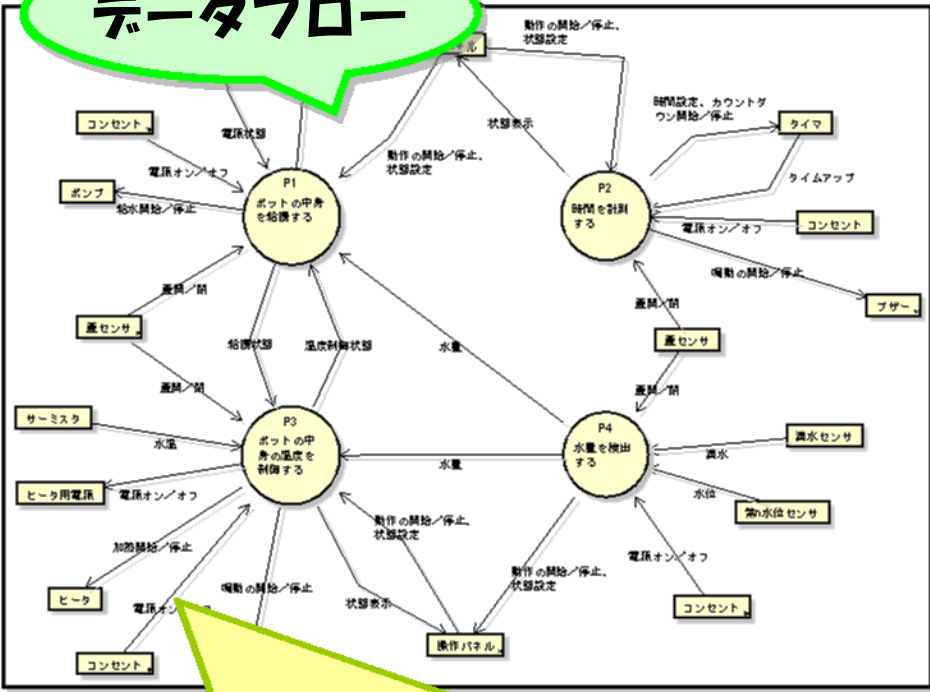 データフロー
動作の開始／停止、
状態設定
ル
コンセント
電源状態
状態表示
時間設定、カウントダ
ウン開始／停止
タイマ
動作の開始／停止、
状態設定
電源オン／オフ
タイムアップ
ポンプ
給水開始／停止
P1
ポットの中身
を給湯する
P2
時間を計測
する
コンセント
電源オン／オフ
鳴動の開始／停止
ブザー
蓋開／閉
蓋開／閉
蓋センサ
給湯状態
温度制御状態
水量
蓋センサ
蓋開／閉
蓋開／閉
サーミスタ
水温
P3
ポットの中
身の温度を
制御する
P4
水量を検出
する
満水センサ
満水
水量
ヒータ用電源
電源オン／オフ
水位
第n水位センサ
動作の開始／停止、
状態設定
加熱開始／停止
電源オン／オフ
ヒータ
鳴動の開始／停止
動作の開始／停止、
状態設定
電源オン
フ
状態表示
コンセント
操作パネル
コンセント